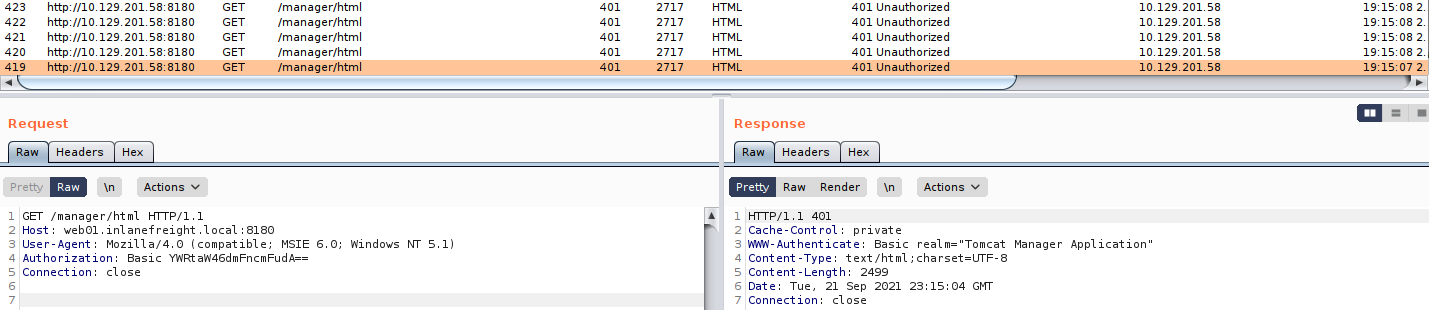 423 http://10.129.201.58:8180 GET /manager/html 401 2717 HTML 401 Unauthorized 10.129.201.58 19:15:08 2.
422 http://10.129.201.58:8180 GET /manager/html 401 2717 HTML 401 Unauthorized 10.129.201.58 19:15:08 2.
421 http://10.129.201.58:8180 GET /manager/html 401 2717 HTML 401 Unauthorized 10.129.201.58 19:15:08 2.
420 http://10.129.201.58:8180 GET /manager/html 401 2717 HTML 401 Unauthorized 10.129.201.58 19:15:08 2.
419 http://10.129.201.58:8180 GET /manager/html 401 2717 HTML 401 Unauthorized 10.129.201.58 19:15:07 2.
Request
Raw Headers Hex
Pretty Raw \n Actions
1 GET /manager/html HTTP/1.1
2 Host: web01.inlanefreight.local:8180
3 User-Agent: Mozilla/4.0 (compatible; MSIE 6.0; Windows NT 5.1)
4 Authorization: Basic YWRtaW46dmFncmFudA==
5 Connection: close
6
7
Response
Raw Headers Hex
Pretty Raw Render \n Actions
1 HTTP/1.1 401
2 Cache-Control: private
3 WWW-Authenticate: Basic realm="Tomcat Manager Application"
4 Content-Type: text/html;charset=UTF-8
5 Content-Length: 2499
6 Date: Tue, 21 Sep 2021 23:15:04 GMT
7 Connection: close